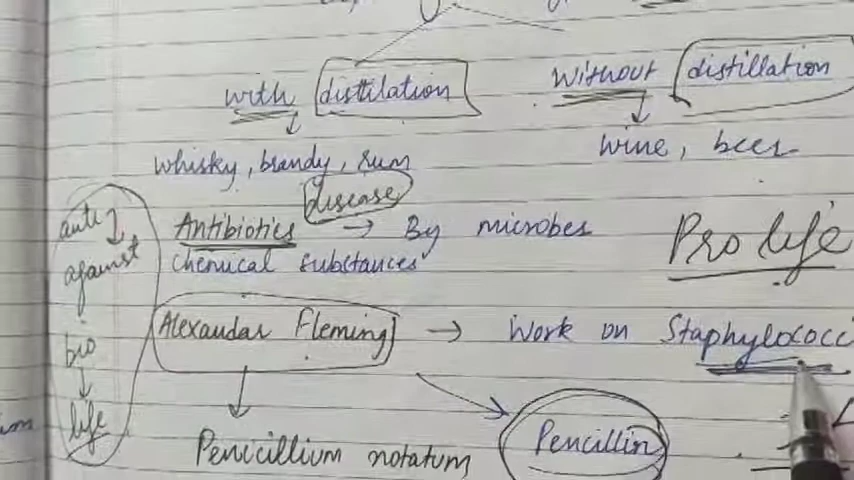 with distilation
without distillation
whisky, brandy, rum
wine, beer
disease
Antibiotics → By microbes
chemical substances
Pro life
anti
against
bio
life
Alexandar Fleming → Work on Staphylococci
Penicillium notatum
Pencillin